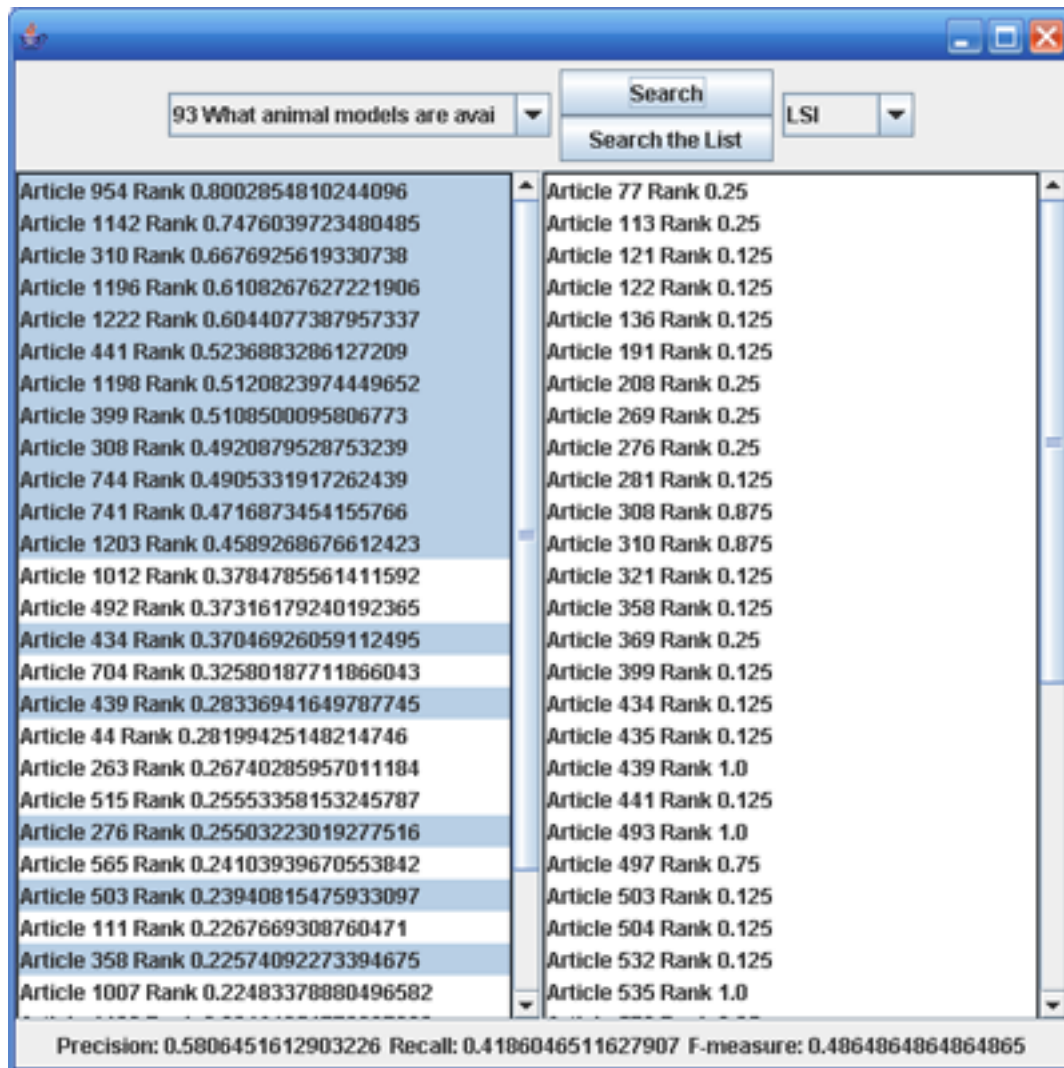 93 What animal models are avai
Search
Search the List
LSI
Article 954 Rank 0.8002854810244096
Article 1142 Rank 0.7476039723480485
Article 310 Rank 0.6676925619330738
Article 1196 Rank 0.6108267627221906
Article 1222 Rank 0.6044077387957337
Article 441 Rank 0.5236883286127209
Article 1198 Rank 0.5120823974449652
Article 399 Rank 0.5108500095806773
Article 308 Rank 0.4920879528753239
Article 744 Rank 0.4905331917262439
Article 741 Rank 0.4716873454155766
Article 1203 Rank 0.4589268676612423
Article 1012 Rank 0.3784785561411592
Article 492 Rank 0.37316179240192365
Article 434 Rank 0.37046926059112495
Article 704 Rank 0.32580187711866043
Article 439 Rank 0.28336941649787745
Article 44 Rank 0.28199425148214746
Article 263 Rank 0.26740285957011184
Article 515 Rank 0.25553358153245787
Article 276 Rank 0.25503223019277516
Article 565 Rank 0.24103939670553842
Article 503 Rank 0.23940815475933097
Article 111 Rank 0.2267669308760471
Article 358 Rank 0.22574092273394675
Article 1007 Rank 0.22483378880496582
Article 77 Rank 0.25
Article 113 Rank 0.25
Article 121 Rank 0.125
Article 122 Rank 0.125
Article 136 Rank 0.125
Article 191 Rank 0.125
Article 208 Rank 0.25
Article 269 Rank 0.25
Article 276 Rank 0.25
Article 281 Rank 0.125
Article 308 Rank 0.875
Article 310 Rank 0.875
Article 321 Rank 0.125
Article 358 Rank 0.125
Article 369 Rank 0.25
Article 399 Rank 0.125
Article 434 Rank 0.125
Article 435 Rank 0.125
Article 439 Rank 1.0
Article 441 Rank 0.125
Article 493 Rank 1.0
Article 497 Rank 0.75
Article 503 Rank 0.125
Article 504 Rank 0.125
Article 532 Rank 0.125
Article 535 Rank 1.0
Precision: 0.5806451612903226 Recall: 0.4186046511627907 F-measure: 0.4864864864864865